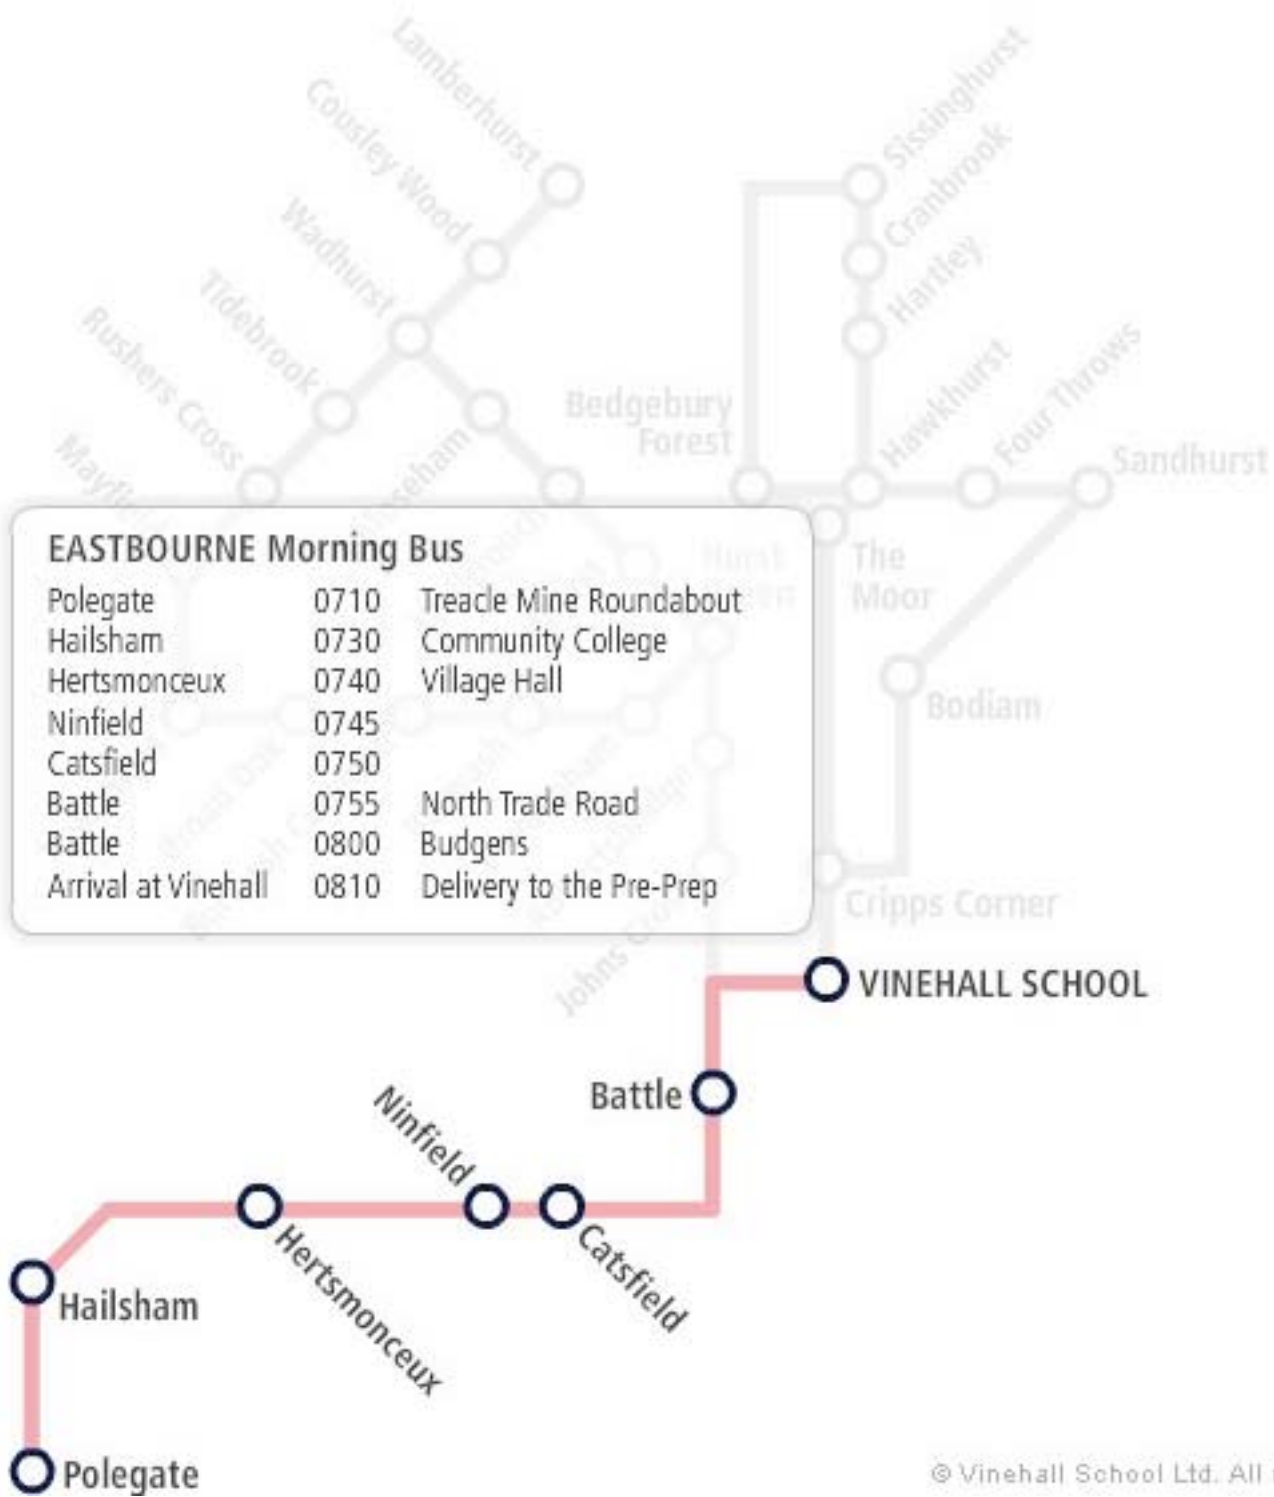 Lamberhurst
Sissinghurst
Cousley Wood
Cranbrook
Wadhurst
Hartley
Tidebrook
Rushers Cross
Bedgebury
Forest
Hawkhurst
Four Throws
Sandhurst
The
Moor
Bodiam
Cripps Corner
EASTBOURNE Morning Bus
Polegate 0710 Treacle Mine Roundabout
Hailsham 0730 Community College
Hertsmonceux 0740 Village Hall
Ninfield 0745
Catsfield 0750
Battle 0755 North Trade Road
Battle 0800 Budgens
Arrival at Vinehall 0810 Delivery to the Pre-Prep
Johns
VINEHALL SCHOOL
Battle
Ninfield
Catsfield
Hertsmonceux
Hailsham
Polegate
© Vinehall School Ltd. All